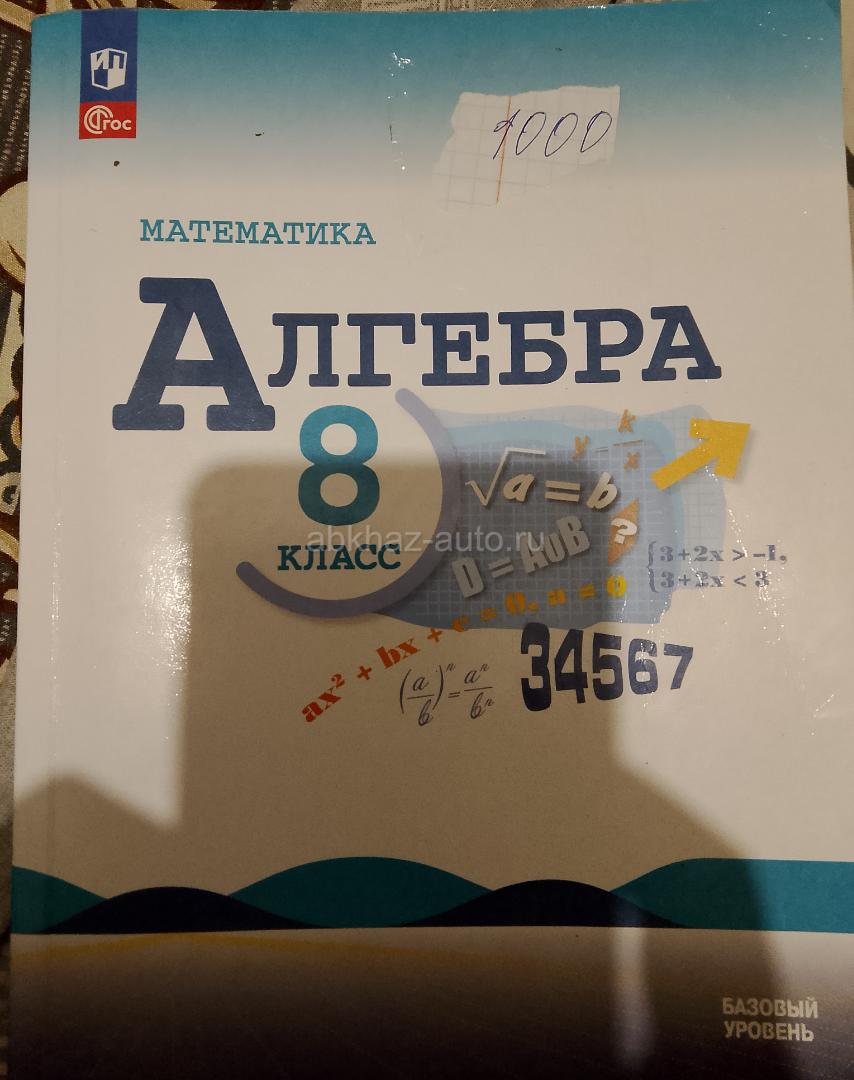 ФГОС
1000
МАТЕМАТИКА
АЛГЕБРА
8
КЛАСС
abkhaz-auto.ru
y = k/x
√a = b
D = A∪B
?
{3+2x > -1,
3+2x < 3
ax² + bx + c = 0, a = 0
(a/b)ⁿ = aⁿ/bⁿ
34567
БАЗОВЫЙ
УРОВЕНЬ